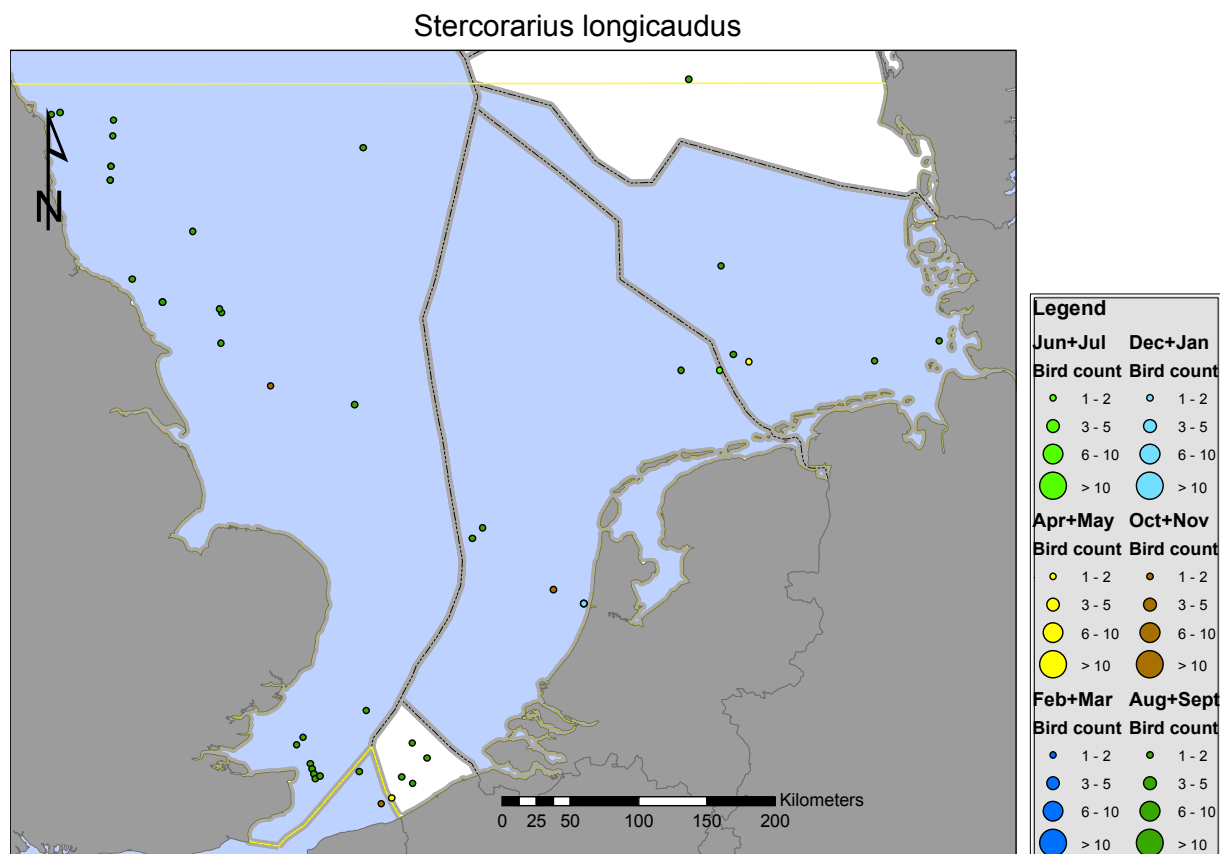 Stercorarius longicaudus
N
Kilometers
0 25 50 100 150 200
Legend
Jun+Jul Dec+Jan
Bird count Bird count
1 - 2 1 - 2
3 - 5 3 - 5
6 - 10 6 - 10
> 10 > 10
Apr+May Oct+Nov
Bird count Bird count
1 - 2 1 - 2
3 - 5 3 - 5
6 - 10 6 - 10
> 10 > 10
Feb+Mar Aug+Sept
Bird count Bird count
1 - 2 1 - 2
3 - 5 3 - 5
6 - 10 6 - 10
> 10 > 10